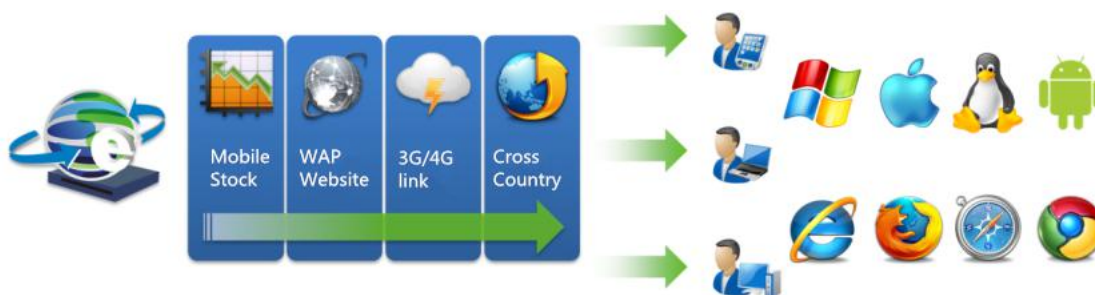 e
Mobile
Stock
WAP
Website
3G/4G
link
Cross
Country